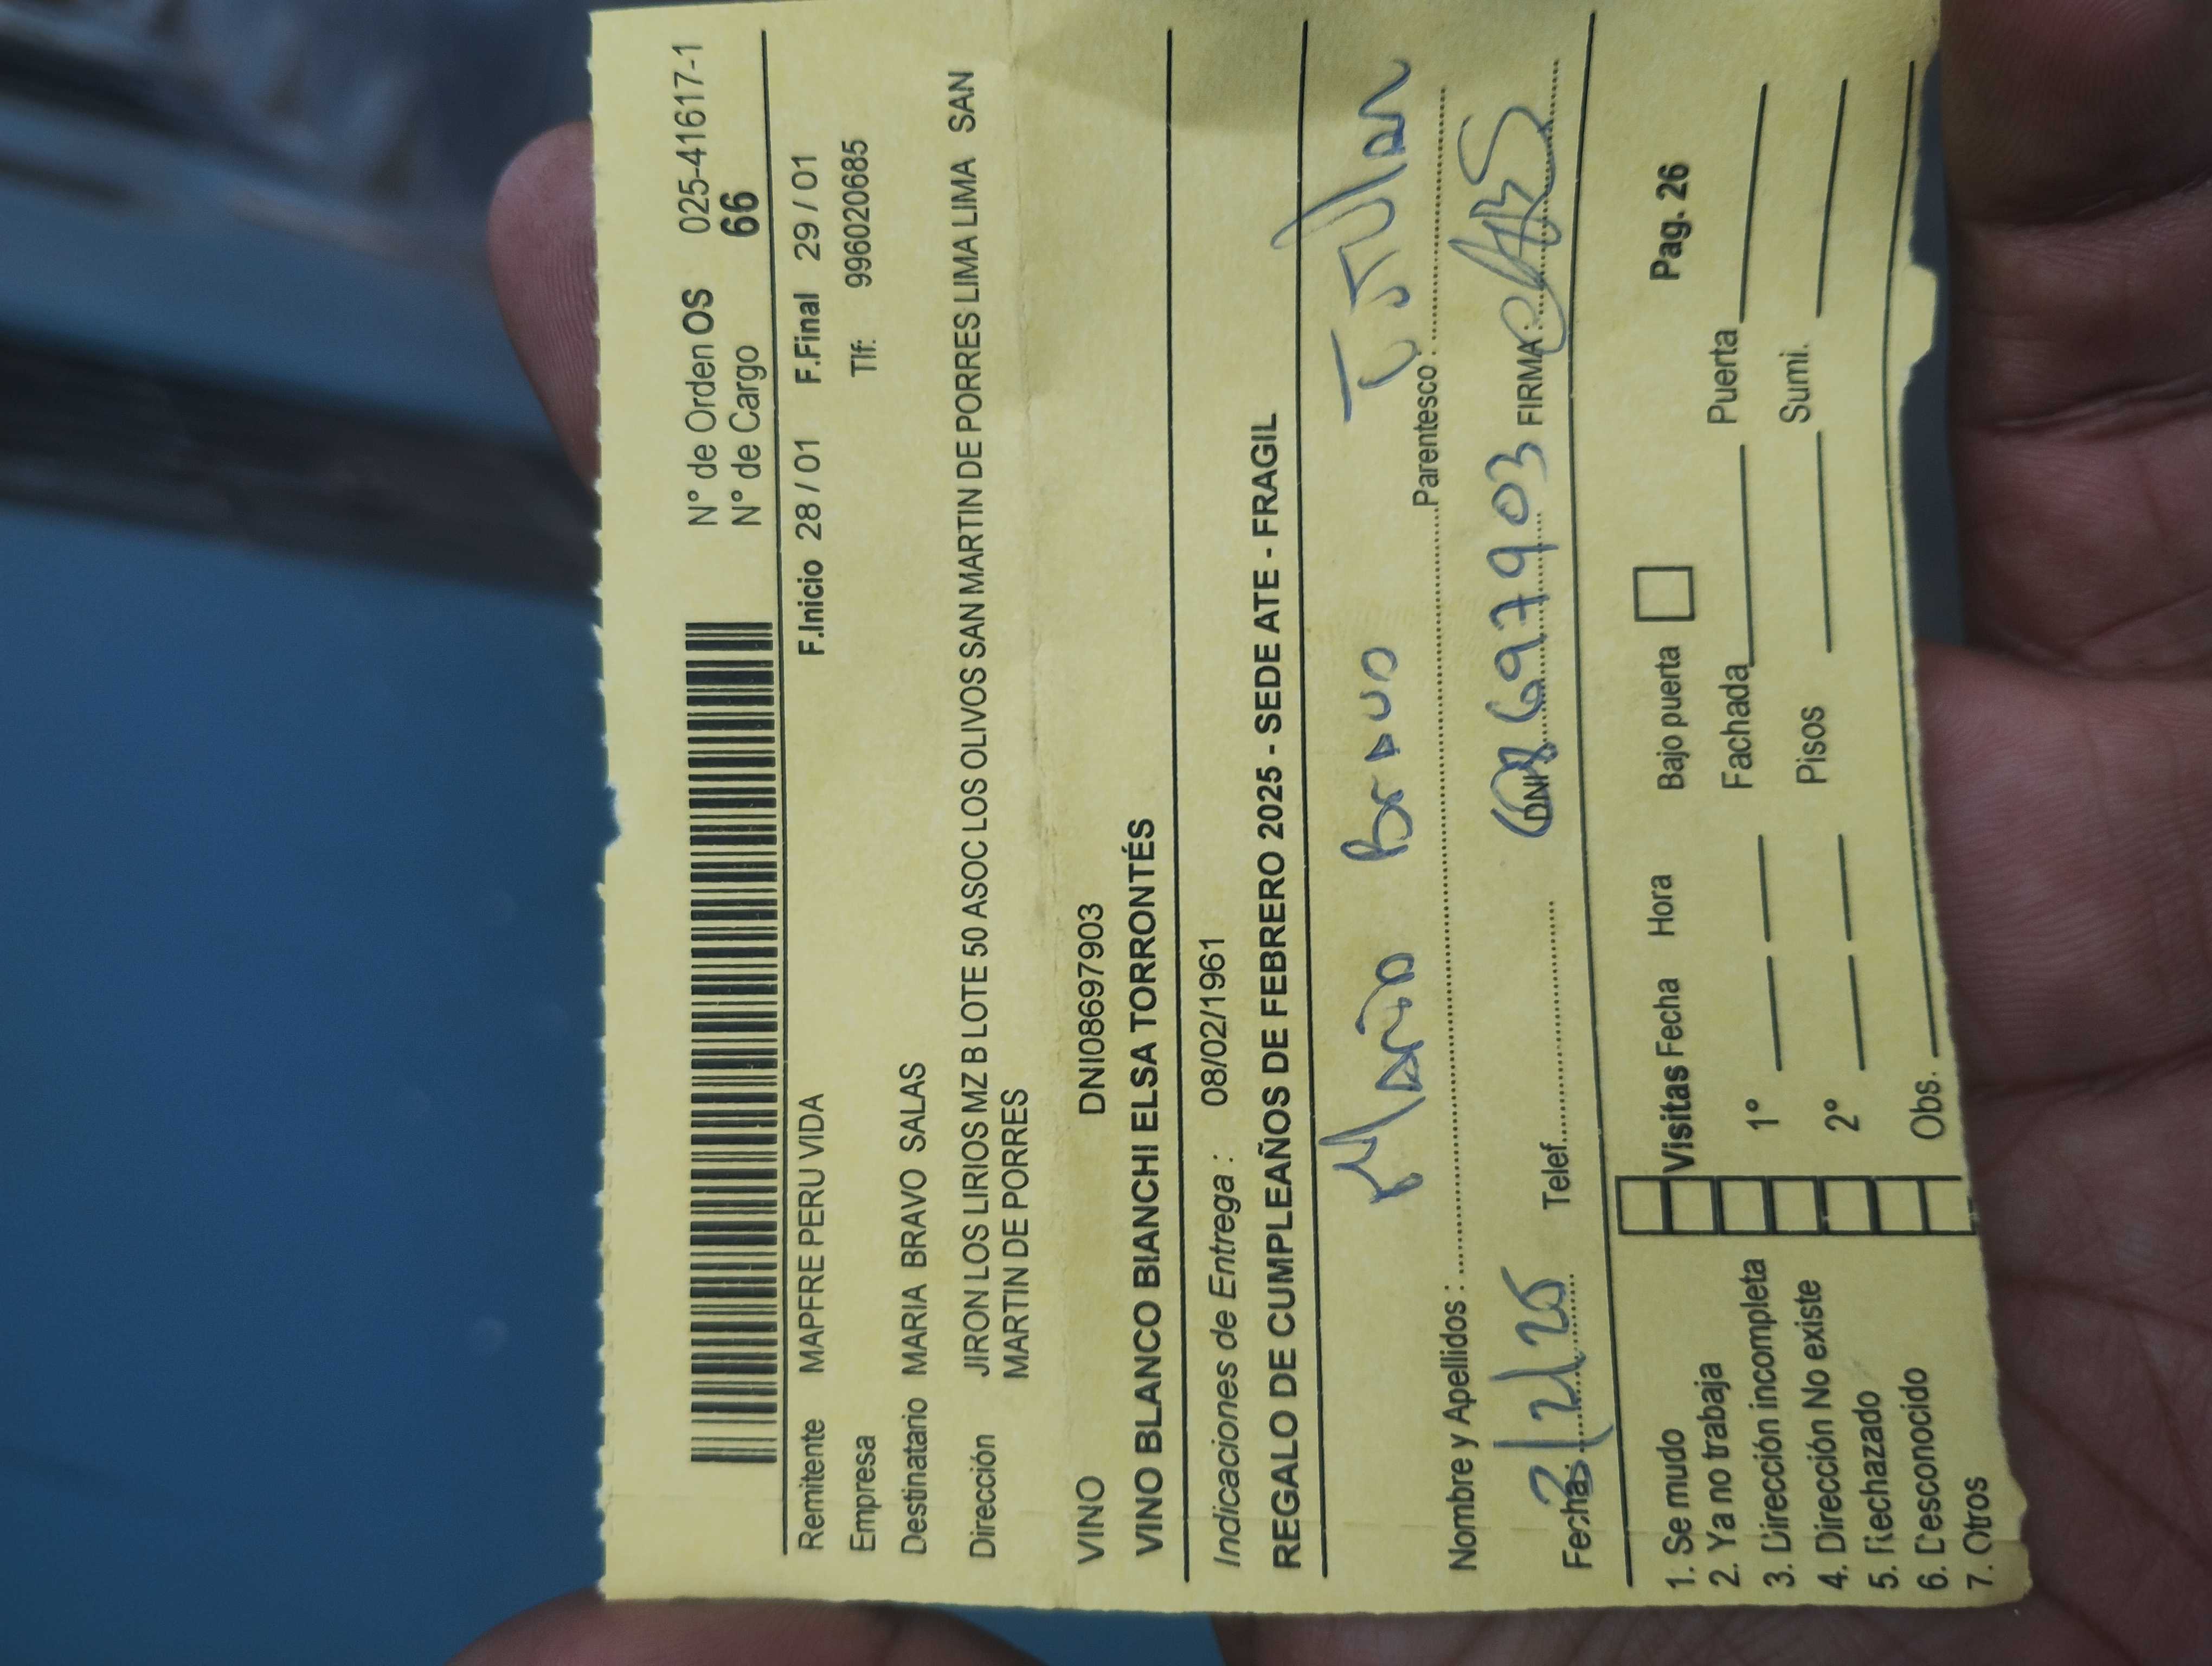 N° de Orden OS 025-41617-1
N° de Cargo 66
F.Inicio 28 / 01 F.Final 29 / 01
Remitente MAPFRE PERU VIDA
Empresa Tlf: 996020685
Destinatario MARIA BRAVO SALAS
Dirección JIRON LOS LIRIOS MZ B LOTE 50 ASOC LOS OLIVOS SAN MARTIN DE PORRES LIMA LIMA SAN
MARTIN DE PORRES
VINO DNI08697903
VINO BLANCO BIANCHI ELSA TORRONTÉS
Indicaciones de Entrega : 08/02/1961
REGALO DE CUMPLEAÑOS DE FEBRERO 2025 - SEDE ATE - FRAGIL
Maria Bravo Titular
Nombre y Apellidos : Parentesco :
Fecha: 3/2/25 Telef. DNI 08697903 FIRMA :
1. Se mudo
2. Ya no trabaja
3. Dirección incompleta
4. Dirección No existe
5. Rechazado
6. Desconocido
7. Otros
Visitas Fecha Hora Bajo puerta Pag. 26
1° Fachada Puerta
2° Pisos Sumi.
Obs.